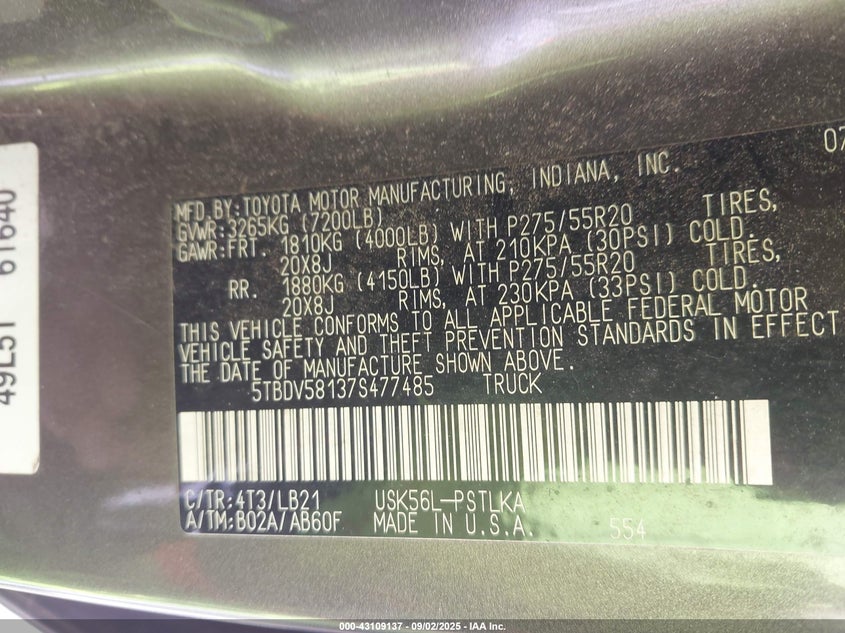 MFD.BY:TOYOTA MOTOR MANUFACTURING, INDIANA, INC. 07
GVWR:3265KG (7200LB)
GAWR:FRT. 1810KG (4000LB) WITH P275/55R20 TIRES,
20X8J RIMS, AT 210KPA (30PSI) COLD.
RR. 1880KG (4150LB) WITH P275/55R20 TIRES,
20X8J RIMS, AT 230KPA (33PSI) COLD.
THIS VEHICLE CONFORMS TO ALL APPLICABLE FEDERAL MOTOR
VEHICLE SAFETY AND THEFT PREVENTION STANDARDS IN EFFECT
THE DATE OF MANUFACTURE SHOWN ABOVE.
5TBDV58137S477485 TRUCK
C/TR:4T3/LB21 USK56L-PSTLKA
A/TM:B02A/AB60F MADE IN U.S.A. 554
49L51 61640
000-43109137 - 09/02/2025 - IAA Inc.